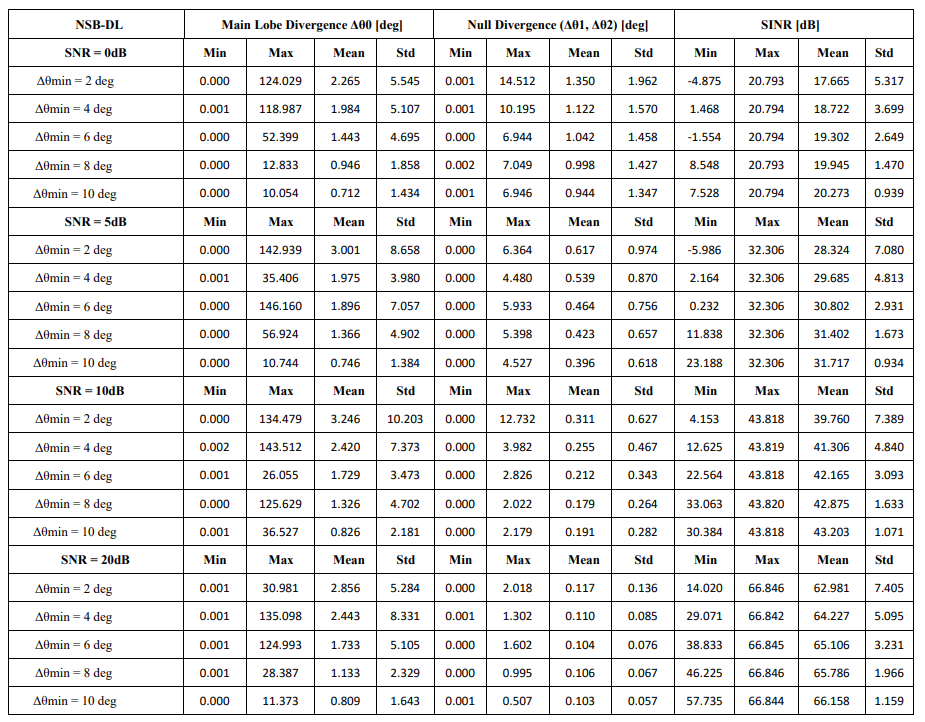 NSB-DL Main Lobe Divergence Δθ0 [deg] Null Divergence (Δθ1, Δθ2) [deg] SINR [dB]
SNR = 0dB Min Max Mean Std Min Max Mean Std Min Max Mean Std
Δθmin = 2 deg 0.000 124.029 2.265 5.545 0.001 14.512 1.350 1.962 -4.875 20.793 17.665 5.317
Δθmin = 4 deg 0.001 118.987 1.984 5.107 0.001 10.195 1.122 1.570 1.468 20.794 18.722 3.699
Δθmin = 6 deg 0.000 52.399 1.443 4.695 0.000 6.944 1.042 1.458 -1.554 20.794 19.302 2.649
Δθmin = 8 deg 0.000 12.833 0.946 1.858 0.002 7.049 0.998 1.427 8.548 20.793 19.945 1.470
Δθmin = 10 deg 0.000 10.054 0.712 1.434 0.001 6.946 0.944 1.347 7.528 20.794 20.273 0.939
SNR = 5dB Min Max Mean Std Min Max Mean Std Min Max Mean Std
Δθmin = 2 deg 0.000 142.939 3.001 8.658 0.000 6.364 0.617 0.974 -5.986 32.306 28.324 7.080
Δθmin = 4 deg 0.001 35.406 1.975 3.980 0.000 4.480 0.539 0.870 2.164 32.306 29.685 4.813
Δθmin = 6 deg 0.000 146.160 1.896 7.057 0.000 5.933 0.464 0.756 0.232 32.306 30.802 2.931
Δθmin = 8 deg 0.000 56.924 1.366 4.902 0.000 5.398 0.423 0.657 11.838 32.306 31.402 1.673
Δθmin = 10 deg 0.000 10.744 0.746 1.384 0.000 4.527 0.396 0.618 23.188 32.306 31.717 0.934
SNR = 10dB Min Max Mean Std Min Max Mean Std Min Max Mean Std
Δθmin = 2 deg 0.000 134.479 3.246 10.203 0.000 12.732 0.311 0.627 4.153 43.818 39.760 7.389
Δθmin = 4 deg 0.002 143.512 2.420 7.373 0.000 3.982 0.255 0.467 12.625 43.819 41.306 4.840
Δθmin = 6 deg 0.001 26.055 1.729 3.473 0.000 2.826 0.212 0.343 22.564 43.818 42.165 3.093
Δθmin = 8 deg 0.000 125.629 1.326 4.702 0.000 2.022 0.179 0.264 33.063 43.820 42.875 1.633
Δθmin = 10 deg 0.001 36.527 0.826 2.181 0.000 2.179 0.191 0.282 30.384 43.818 43.203 1.071
SNR = 20dB Min Max Mean Std Min Max Mean Std Min Max Mean Std
Δθmin = 2 deg 0.001 30.981 2.856 5.284 0.000 2.018 0.117 0.136 14.020 66.846 62.981 7.405
Δθmin = 4 deg 0.001 135.098 2.443 8.331 0.001 1.302 0.110 0.085 29.071 66.842 64.227 5.095
Δθmin = 6 deg 0.001 124.993 1.733 5.105 0.000 1.602 0.104 0.076 38.833 66.845 65.106 3.231
Δθmin = 8 deg 0.001 28.387 1.133 2.329 0.000 0.995 0.106 0.067 46.225 66.846 65.786 1.966
Δθmin = 10 deg 0.000 11.373 0.809 1.643 0.001 0.507 0.103 0.057 57.735 66.844 66.158 1.159